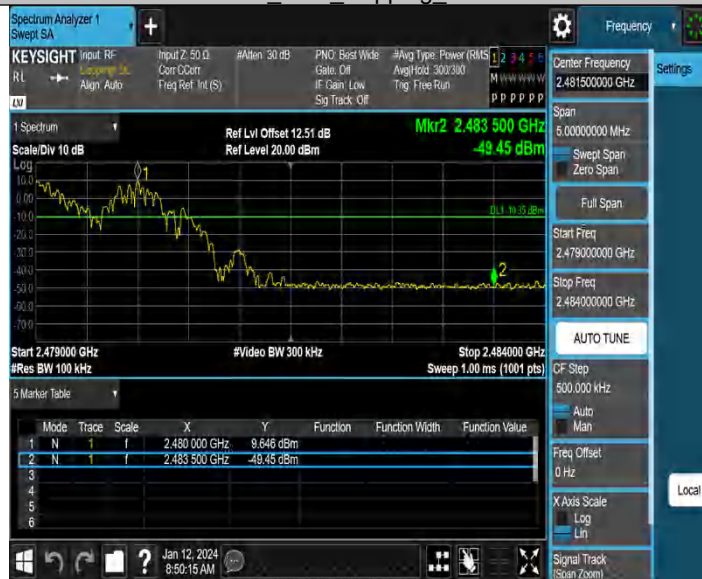 Spectrum Analyzer 1
Swept SA
+
Frequency
KEYSIGHT
Input: RF
Coupling: DC
Align: Auto
Input Z: 50 Ω
Corr CCorr
Freq Ref: Int (S)
#Atten: 30 dB
PNO: Best Wide
Gate: Off
IF Gain: Low
Sig Track: Off
#Avg Type: Power (RMS
Avg|Hold: 300/300
Trig: Free Run
1 2 3 4 5 6
M W W W W W
P P P P P P
RL
LXI
Center Frequency
2.481500000 GHz
Settings
Span
5.00000000 MHz
Swept Span
Zero Span
Full Span
Start Freq
2.479000000 GHz
Stop Freq
2.484000000 GHz
AUTO TUNE
CF Step
500.000 kHz
Auto
Man
Freq Offset
0 Hz
X Axis Scale
Log
Lin
Signal Track
(Span Zoom)
Local
1 Spectrum
Scale/Div 10 dB
Ref Lvl Offset 12.51 dB
Ref Level 20.00 dBm
Mkr2 2.483 500 GHz
-49.45 dBm
Log
10.0
0.00
-10.0
-20.0
-30.0
-40.0
-50.0
-60.0
-70.0
1
DL1 -10.35 dBm
2
Start 2.479000 GHz
#Res BW 100 kHz
#Video BW 300 kHz
Stop 2.484000 GHz
Sweep 1.00 ms (1001 pts)
5 Marker Table
Mode Trace Scale X Y Function Function Width Function Value
1 N 1 f 2.480 000 GHz 9.646 dBm
2 N 1 f 2.483 500 GHz -49.45 dBm
3
4
5
6
?
Jan 12, 2024
8:50:15 AM